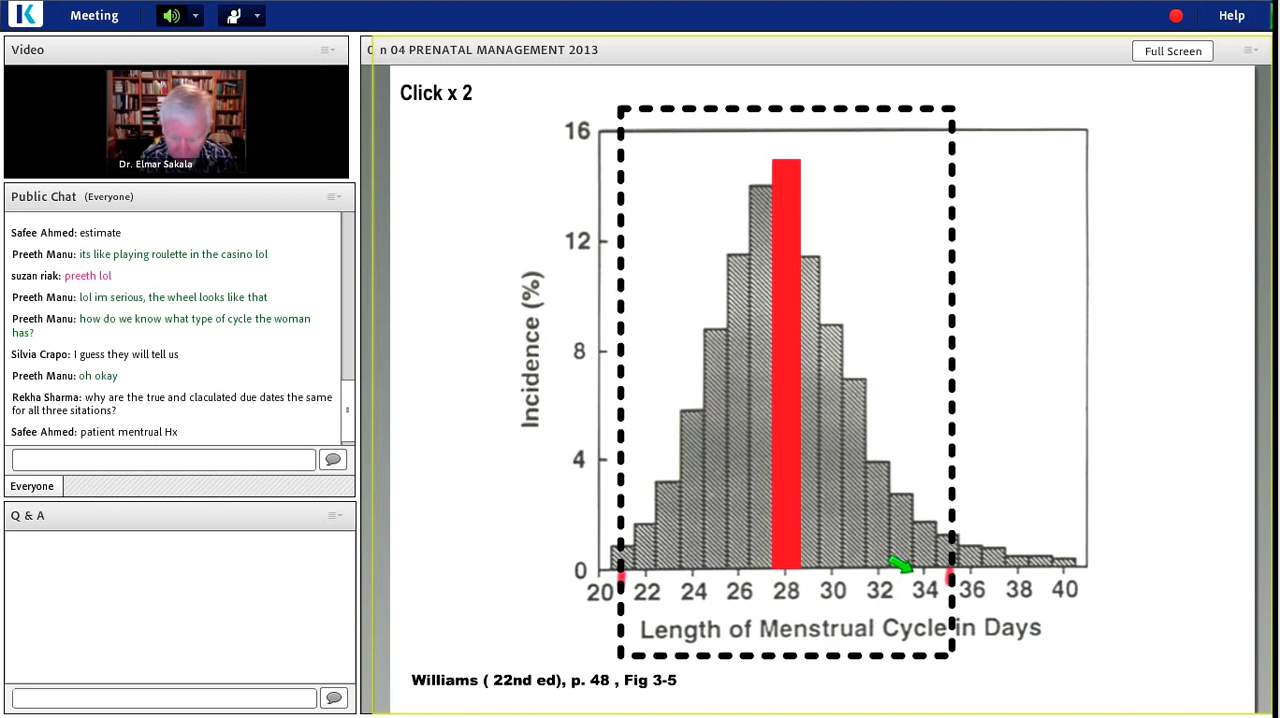 Meeting
Help
Video
Dr. Elmar Sakala
Public Chat (Everyone)
Safee Ahmed: estimate
Preeth Manu: its like playing roulette in the casino lol
suzan riak: preeth lol
Preeth Manu: lol im serious, the wheel looks like that
Preeth Manu: how do we know what type of cycle the woman
has?
Silvia Crapo: I guess they will tell us
Preeth Manu: oh okay
Rekha Sharma: why are the true and claculated due dates the same
for all three sitations?
Safee Ahmed: patient mentrual Hx
Everyone
Q & A
n 04 PRENATAL MANAGEMENT 2013
Full Screen
Click x 2
16
12
8
4
0
Incidence (%)
20 22 24 26 28 30 32 34 36 38 40
Length of Menstrual Cycle in Days
Williams ( 22nd ed), p. 48 , Fig 3-5